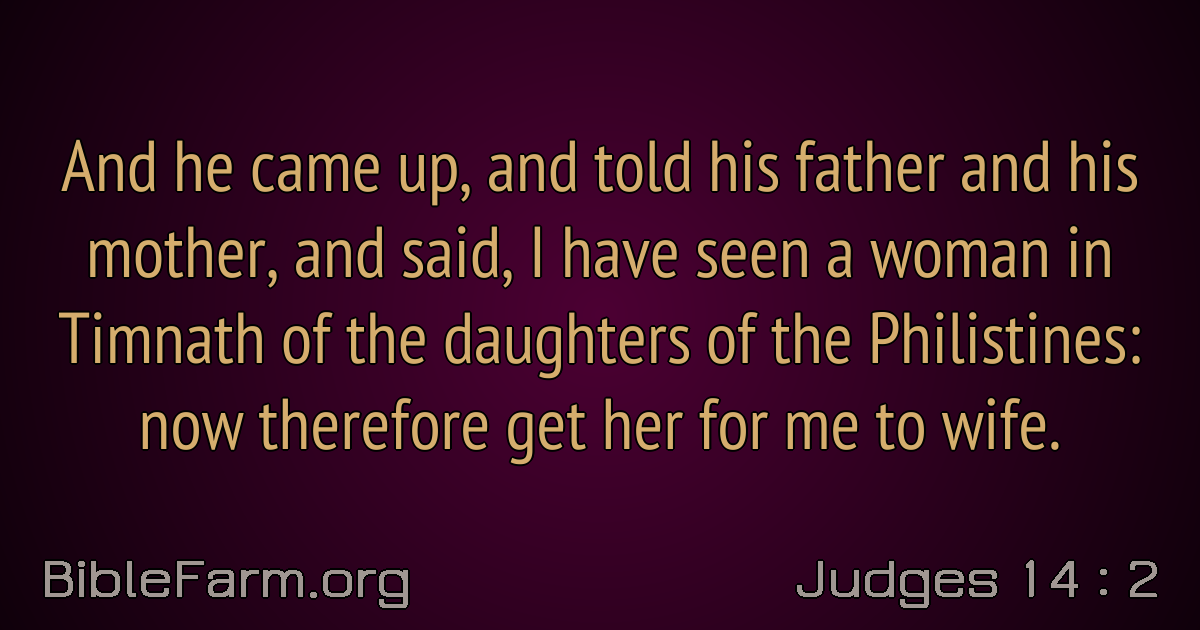 And he came up, and told his father and his
mother, and said, I have seen a woman in
Timnath of the daughters of the Philistines:
now therefore get her for me to wife.
BibleFarm.org
Judges 14 : 2